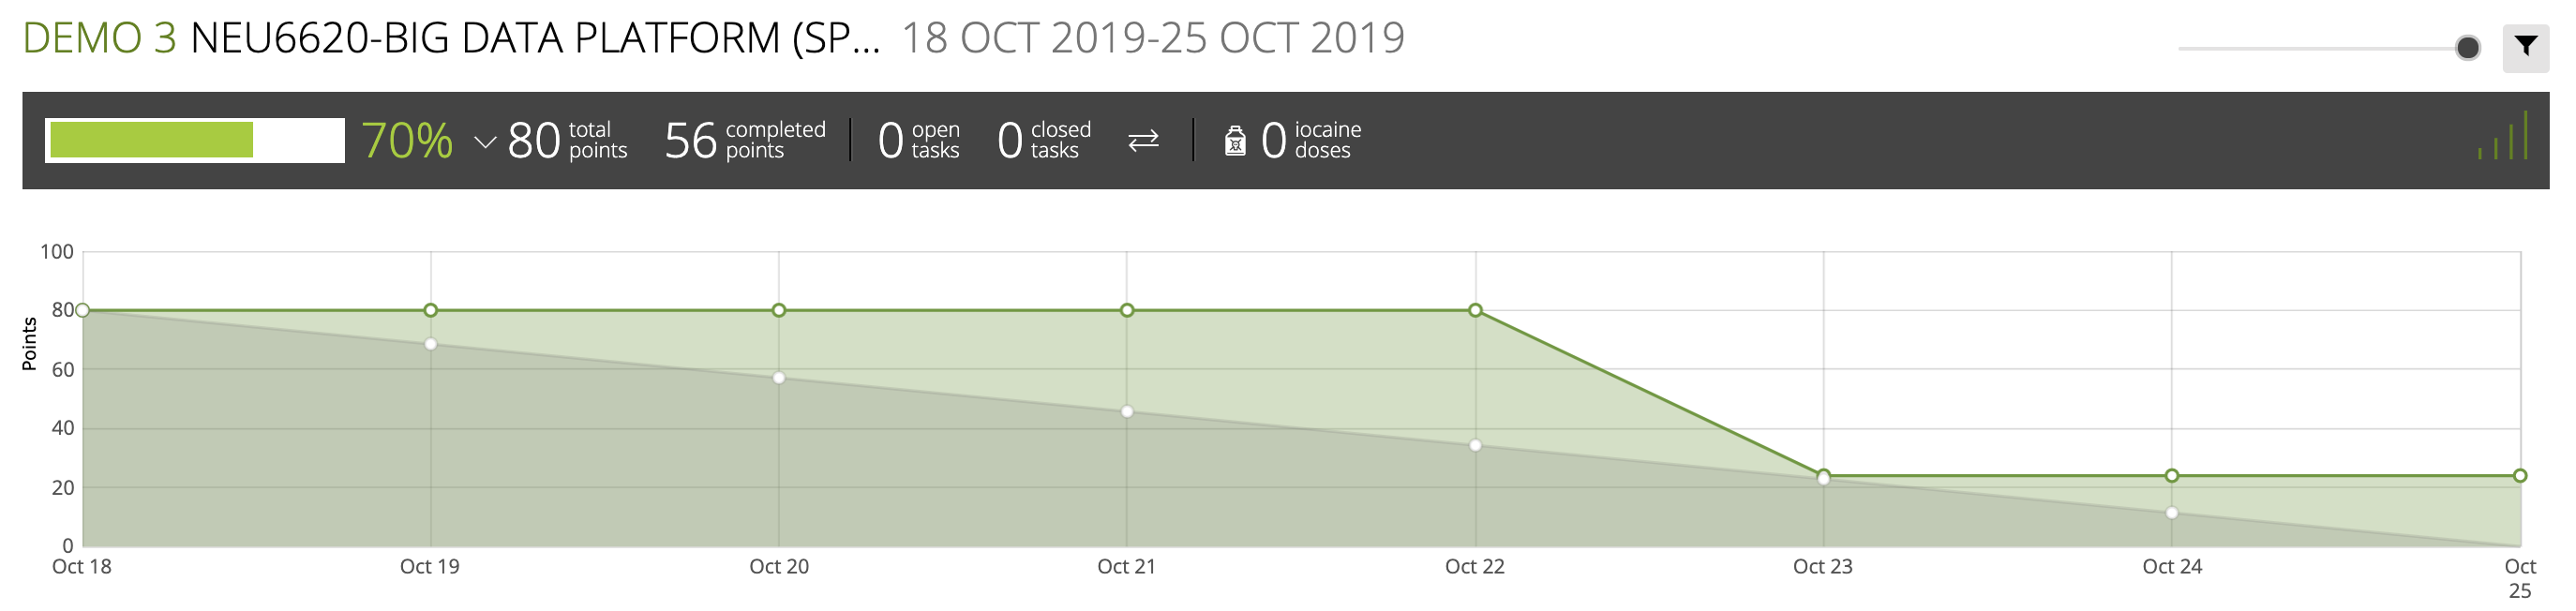 DEMO 3 NEU6620-BIG DATA PLATFORM (SP... 18 OCT 2019-25 OCT 2019
70% 80 total points 56 completed points 0 open tasks 0 closed tasks 0 iocaine doses
100
80
60
40
20
0
Points
Oct 18 Oct 19 Oct 20 Oct 21 Oct 22 Oct 23 Oct 24 Oct 25